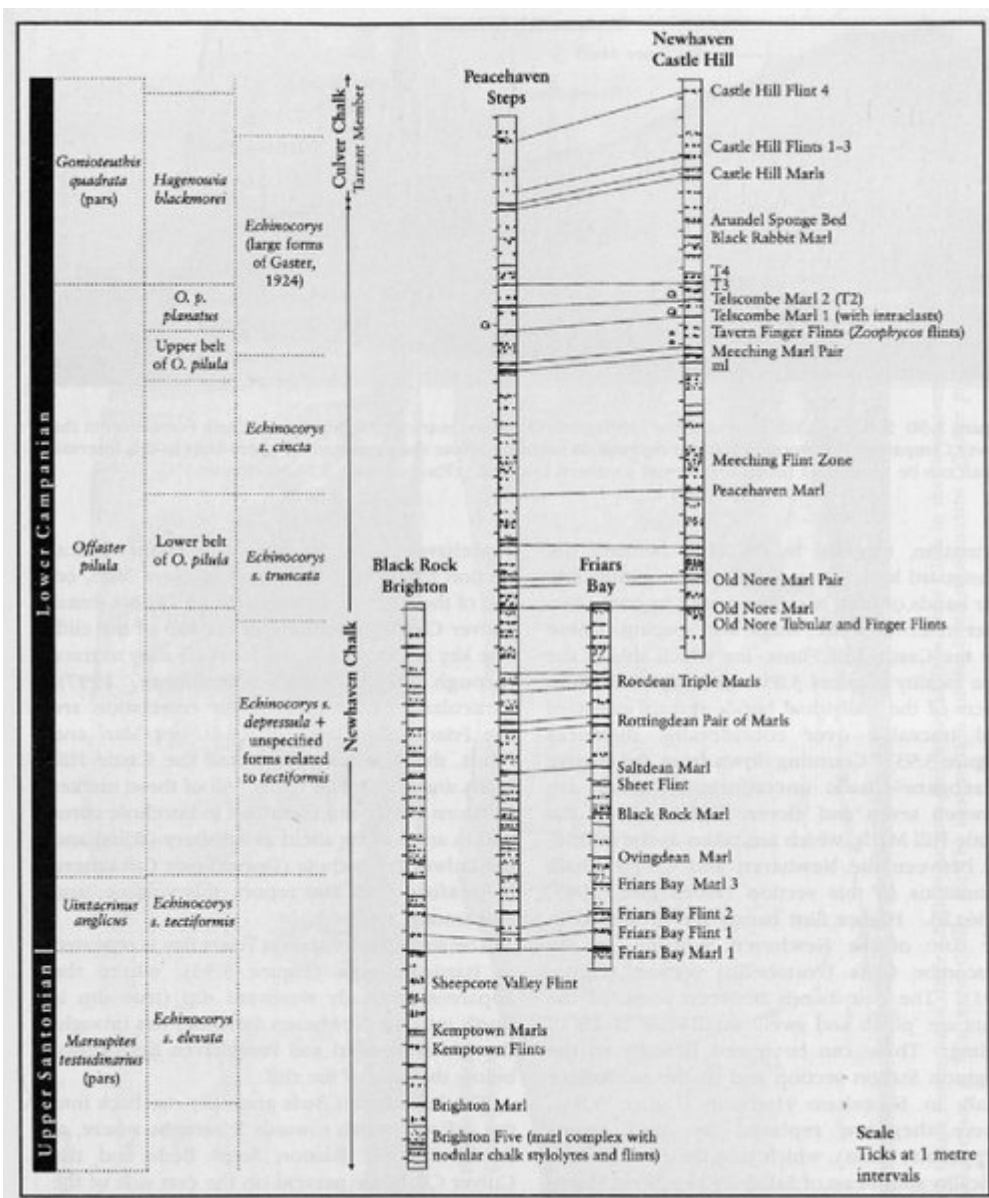 Newhaven
Castle Hill
Peacehaven
Steps
Castle Hill Flint 4
Castle Hill Flints 1–3
Castle Hill Marls
Arundel Sponge Bed
Black Rabbit Marl
T4
T3
Telscombe Marl 2 (T2)
Telscombe Marl 1 (with intraclasts)
Tavern Finger Flints (Zoophycos flints)
Meeching Marl Pair
ml
Meeching Flint Zone
Peacehaven Marl
Old Nore Marl Pair
Old Nore Marl
Old Nore Tubular and Finger Flints
Culver Chalk
Tarrant Member
Newhaven Chalk
Gonioteuthis
quadrata
(pars)
Hagenowia
blackmorei
Echinocorys
(large forms
of Gaster,
1924)
O. p.
planatus
Upper belt
of O. pilula
Echinocorys
s. cincta
Lower Campanian
Offaster
pilula
Lower belt
of O. pilula
Echinocorys
s. truncata
Echinocorys s.
depressula +
unspecified
forms related
to tectiformis
Uintacrinus
anglicus
Echinocorys
s. tectiformis
Upper Santonian
Marsupites
testudinarius
(pars)
Echinocorys
s. elevata
Black Rock
Brighton
Friars
Bay
Roedean Triple Marls
Rottingdean Pair of Marls
Saltdean Marl
Sheet Flint
Black Rock Marl
Ovingdean Marl
Friars Bay Marl 3
Friars Bay Flint 2
Friars Bay Flint 1
Friars Bay Marl 1
Sheepcote Valley Flint
Kemptown Marls
Kemptown Flints
Brighton Marl
Brighton Five (marl complex with
nodular chalk stylolytes and flints)
Scale
Ticks at 1 metre
intervals